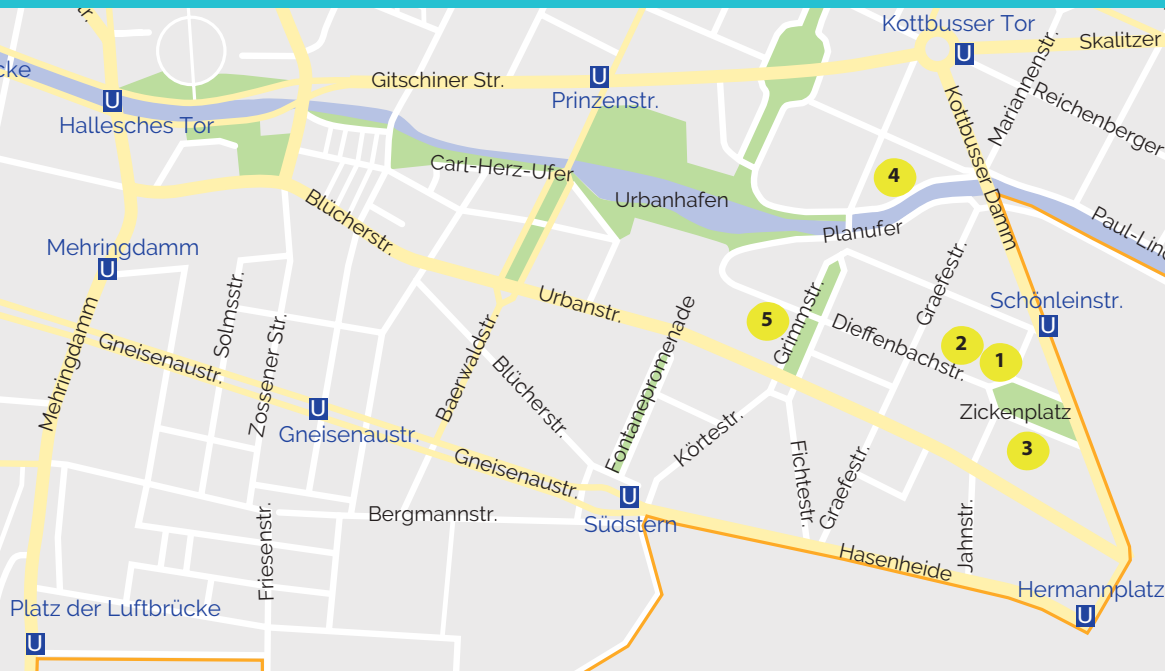 tr.
Kottbusser Tor
U
Skalitzer
cke
Gitschiner Str.
U
Prinzenstr.
U
Hallesches Tor
Mariannenstr.
Reichenberger
Kottbusser Damm
Carl-Herz-Ufer
4
Urbanhafen
Blücherstr.
Planufer
Paul-Lin
Mehringdamm
U
Solmsstr.
Zossener Str.
Graefestr.
Schönleinstr.
U
Urbanstr.
5
Grimmstr.
Dieffenbachstr.
2
1
Gneisenaustr.
Mehringdamm
Baerwaldstr.
Blücherstr.
Fontanepromenade
Zickenplatz
U
Gneisenaustr.
Körtestr.
3
Gneisenaustr.
Fichtestr.
Graefestr.
U
Südstern
Bergmannstr.
Friesenstr.
Jahnstr.
Hasenheide
Hermannplatz
U
Platz der Luftbrücke
U